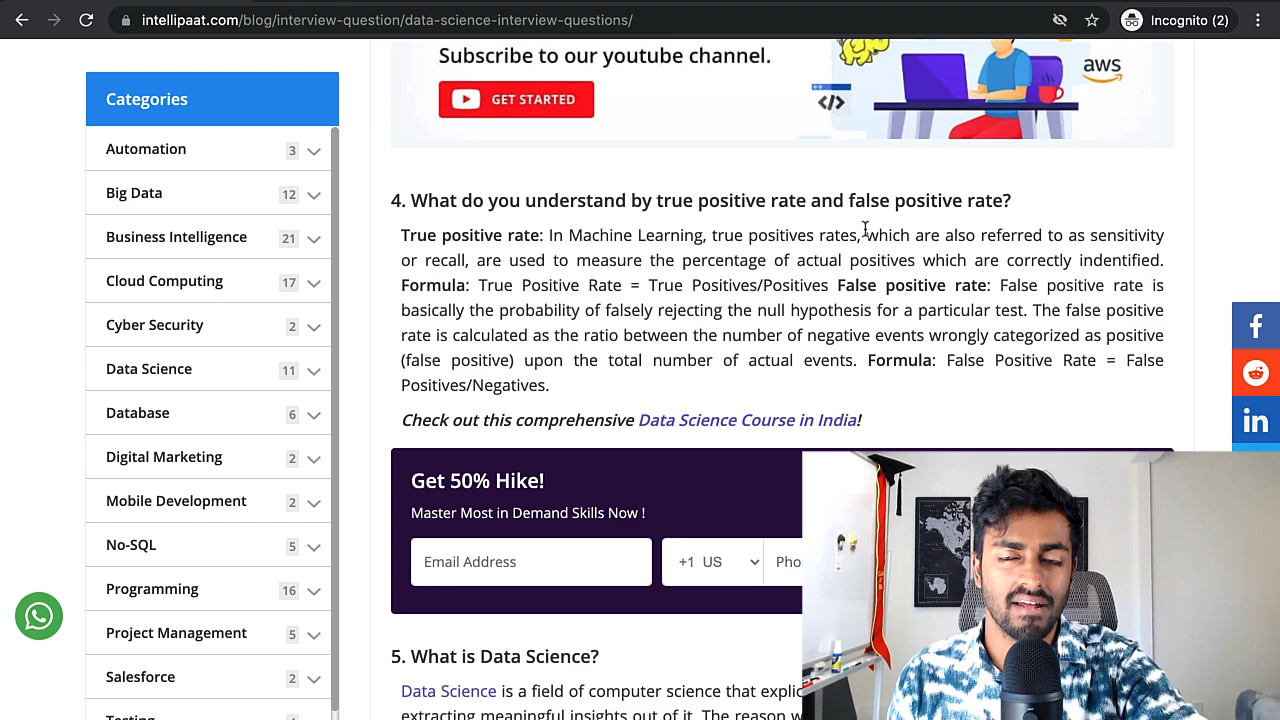 intellipaat.com/blog/interview-question/data-science-interview-questions/
Incognito (2)
Subscribe to our youtube channel.
GET STARTED
</>
aws
Categories
Automation 3
Big Data 12
Business Intelligence 21
Cloud Computing 17
Cyber Security 2
Data Science 11
Database 6
Digital Marketing 2
Mobile Development 2
No-SQL 5
Programming 16
Project Management 5
Salesforce 2
Testing
4. What do you understand by true positive rate and false positive rate?
True positive rate: In Machine Learning, true positives rates, which are also referred to as sensitivity
or recall, are used to measure the percentage of actual positives which are correctly indentified.
Formula: True Positive Rate = True Positives/Positives False positive rate: False positive rate is
basically the probability of falsely rejecting the null hypothesis for a particular test. The false positive
rate is calculated as the ratio between the number of negative events wrongly categorized as positive
(false positive) upon the total number of actual events. Formula: False Positive Rate = False
Positives/Negatives.
Check out this comprehensive Data Science Course in India!
Get 50% Hike!
Master Most in Demand Skills Now !
Email Address
+1 US
Pho
5. What is Data Science?
Data Science is a field of computer science that explic
extracting meaningful insights out of it. The reason w
f
in